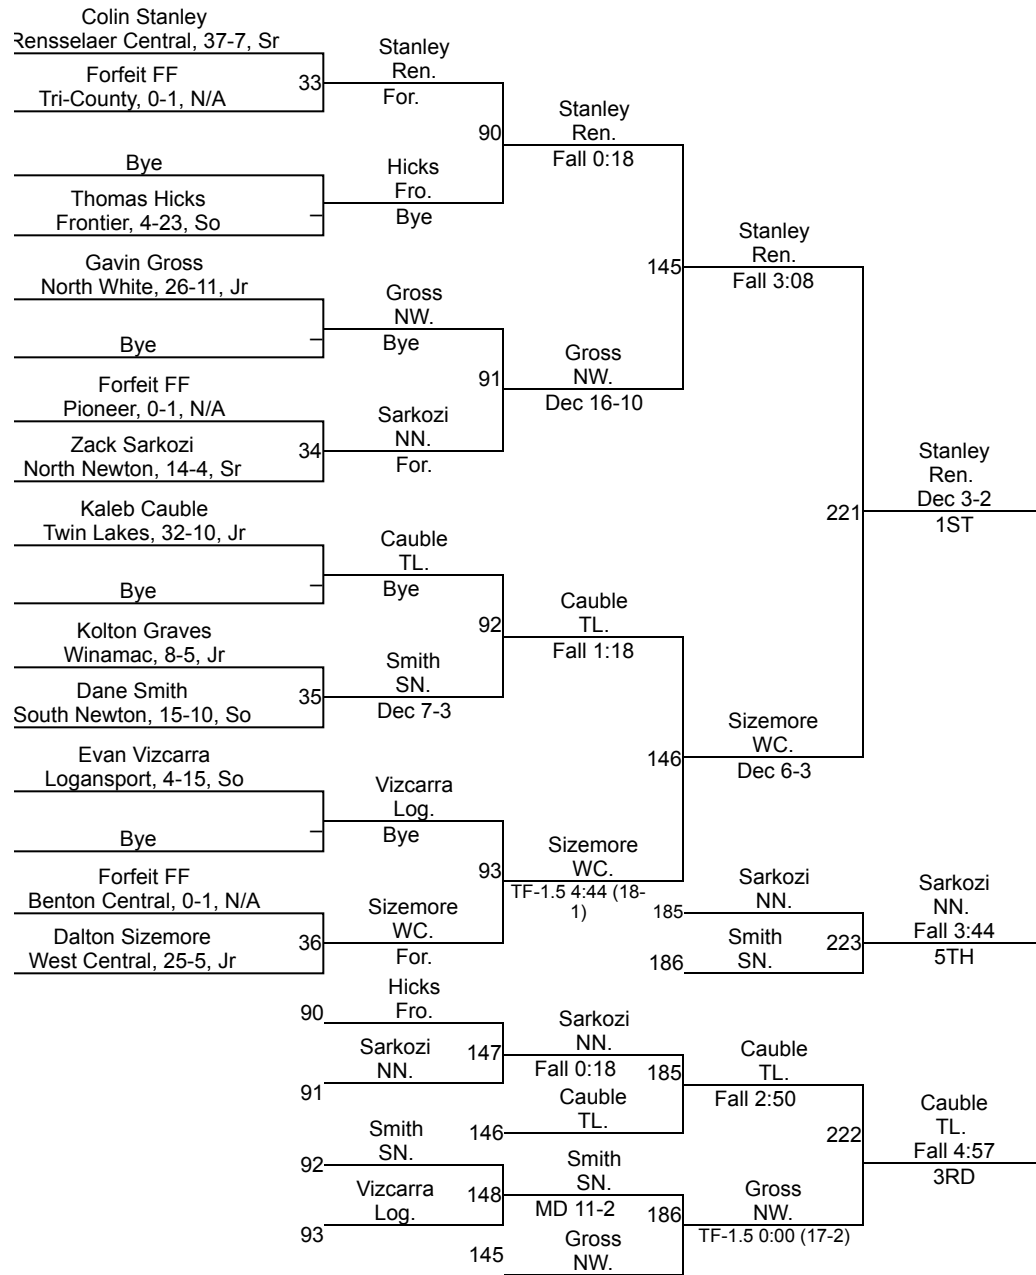 Colin Stanley
Rensselaer Central, 37-7, Sr
Forfeit FF
Tri-County, 0-1, N/A
33
Stanley
Ren.
For.
Bye
Thomas Hicks
Frontier, 4-23, So
Hicks
Fro.
Bye
90
Stanley
Ren.
Fall 0:18
Gavin Gross
North White, 26-11, Jr
Bye
Gross
NW.
Bye
Forfeit FF
Pioneer, 0-1, N/A
Zack Sarkozi
North Newton, 14-4, Sr
34
Sarkozi
NN.
For.
91
Gross
NW.
Dec 16-10
145
Stanley
Ren.
Fall 3:08
Kaleb Cauble
Twin Lakes, 32-10, Jr
Bye
Cauble
TL.
Bye
Kolton Graves
Winamac, 8-5, Jr
Dane Smith
South Newton, 15-10, So
35
Smith
SN.
Dec 7-3
92
Cauble
TL.
Fall 1:18
Evan Vizcarra
Logansport, 4-15, So
Bye
Vizcarra
Log.
Bye
Forfeit FF
Benton Central, 0-1, N/A
Dalton Sizemore
West Central, 25-5, Jr
36
Sizemore
WC.
For.
93
Sizemore
WC.
TF-1.5 4:44 (18-
1)
146
Sizemore
WC.
Dec 6-3
221
Stanley
Ren.
Dec 3-2
1ST
185
Sarkozi
NN.
186
Smith
SN.
223
Sarkozi
NN.
Fall 3:44
5TH
90
Hicks
Fro.
91
Sarkozi
NN.
147
Sarkozi
NN.
Fall 0:18
146
Cauble
TL.
185
Cauble
TL.
Fall 2:50
92
Smith
SN.
93
Vizcarra
Log.
148
Smith
SN.
MD 11-2
145
Gross
NW.
186
Gross
NW.
TF-1.5 0:00 (17-2)
222
Cauble
TL.
Fall 4:57
3RD